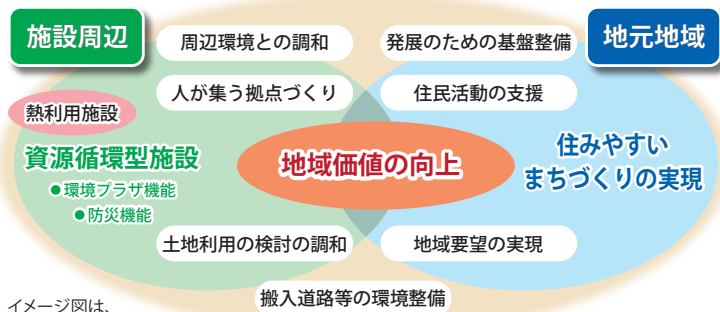 施設周辺
周辺環境との調和
発展のための基盤整備
地元地域
人が集う拠点づくり
住民活動の支援
熱利用施設
資源循環型施設
●環境プラザ機能
●防災機能
地域価値の向上
住みやすい
まちづくりの実現
土地利用の検討の調和
地域要望の実現
搬入道路等の環境整備
イメージ図は、